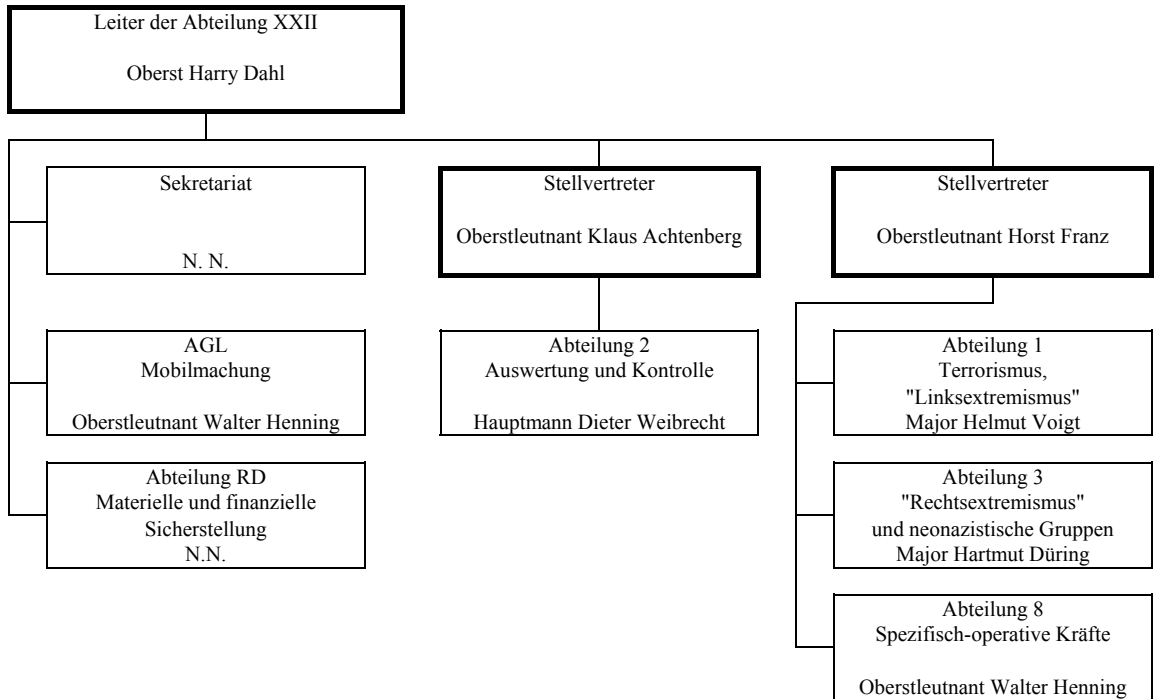 Leiter der Abteilung XXII
Oberst Harry Dahl
Sekretariat
N. N.
Stellvertreter
Oberstleutnant Klaus Achtenberg
Stellvertreter
Oberstleutnant Horst Franz
AGL
Mobilmachung
Oberstleutnant Walter Henning
Abteilung 2
Auswertung und Kontrolle
Hauptmann Dieter Weibrecht
Abteilung 1
Terrorismus,
"Linksextremismus"
Major Helmut Voigt
Abteilung RD
Materielle und finanzielle
Sicherstellung
N.N.
Abteilung 3
"Rechtsextremismus"
und neonazistische Gruppen
Major Hartmut Düring
Abteilung 8
Spezifisch-operative Kräfte
Oberstleutnant Walter Henning